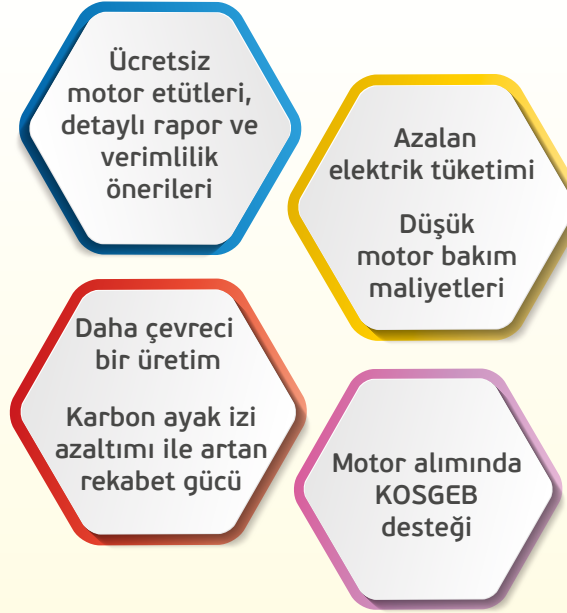 Ücretsiz
motor etütleri,
detaylı rapor ve
verimlilik
önerileri
Azalan
elektrik tüketimi
Düşük
motor bakım
maliyetleri
Daha çevreci
bir üretim
Karbon ayak izi
azaltımı ile artan
rekabet gücü
Motor alımında
KOSGEB
desteği